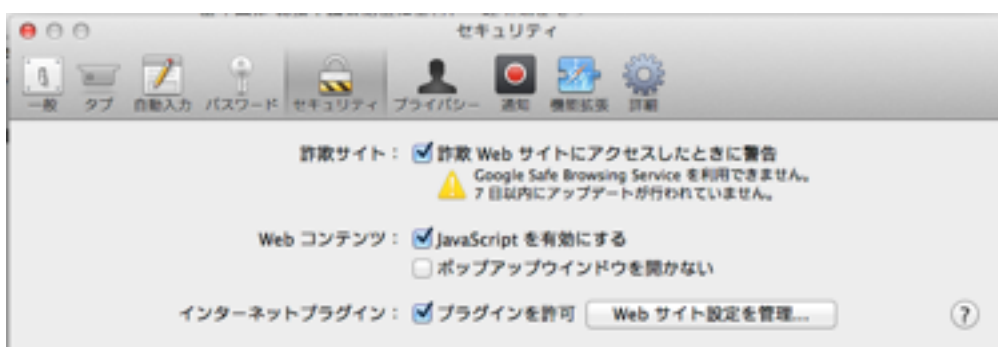 セキュリティ
一般 タブ 自動入力 パスワード セキュリティ プライバシー 通知 機能拡張 詳細
詐欺サイト： 詐欺 Web サイトにアクセスしたときに警告
Google Safe Browsing Service を利用できません。
7 日以内にアップデートが行われていません。
Web コンテンツ： JavaScript を有効にする
ポップアップウインドウを開かない
インターネットプラグイン： プラグインを許可 Web サイト設定を管理... ?